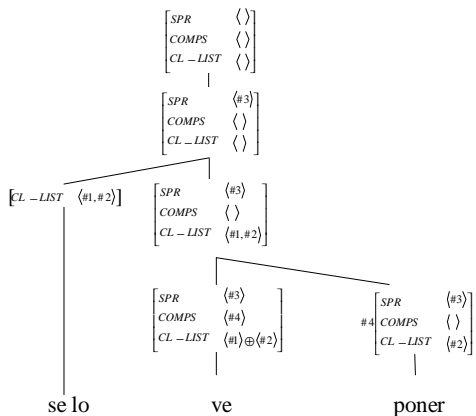 SPR ⟨ ⟩
COMPS ⟨ ⟩
CL – LIST ⟨ ⟩
SPR ⟨#3⟩
COMPS ⟨ ⟩
CL – LIST ⟨ ⟩
[CL – LIST ⟨#1, #2⟩]
SPR ⟨#3⟩
COMPS ⟨ ⟩
CL – LIST ⟨#1, #2⟩
SPR ⟨#3⟩
COMPS ⟨#4⟩
CL – LIST ⟨#1⟩⊕⟨#2⟩
#4
SPR ⟨#3⟩
COMPS ⟨ ⟩
CL – LIST ⟨#2⟩
se lo ve poner